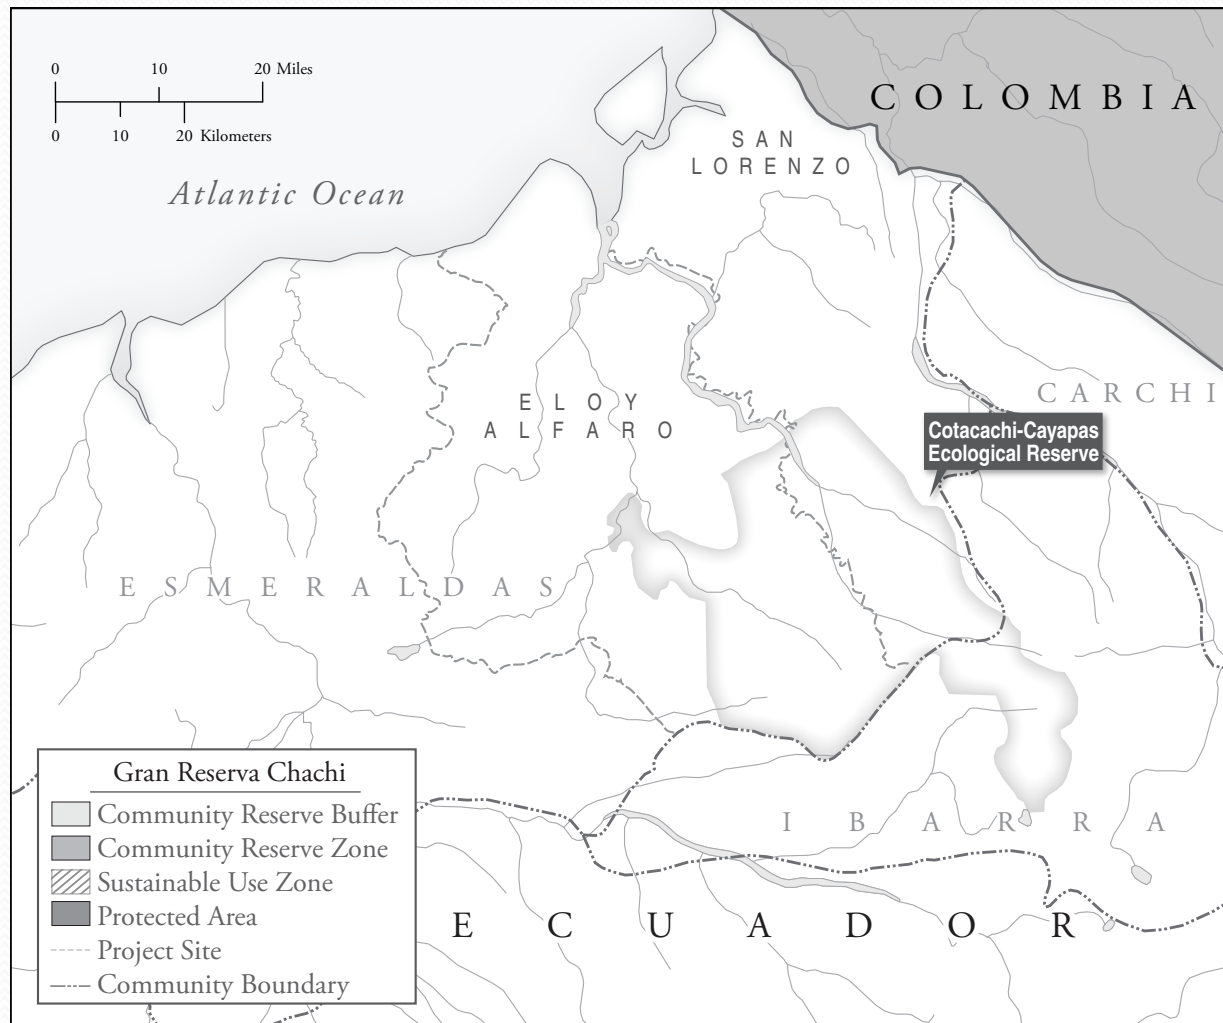 0 10 20 Miles
0 10 20 Kilometers
COLOMBIA
SAN
LORENZO
Atlantic Ocean
CARCHI
ELOY
ALFARO
Cotacachi-Cayapas
Ecological Reserve
ESMERALDAS
IBARRA
ECUADOR
Gran Reserva Chachi
Community Reserve Buffer
Community Reserve Zone
Sustainable Use Zone
Protected Area
Project Site
Community Boundary